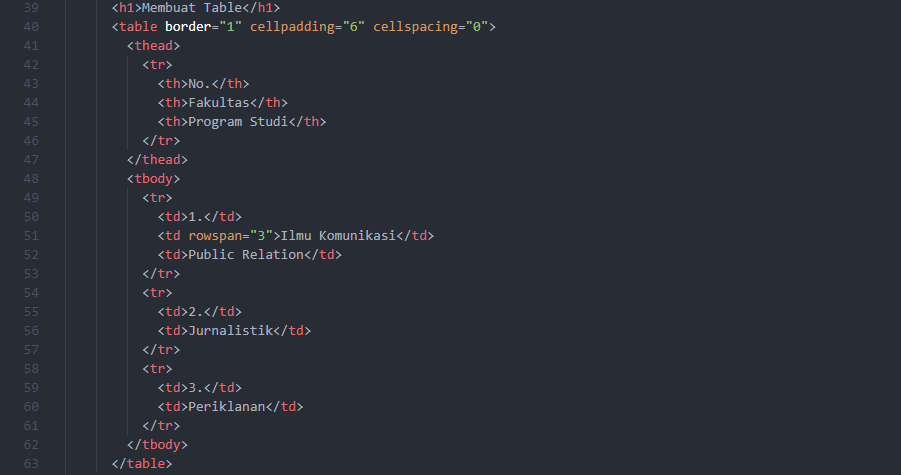 39 <h1>Membuat Table</h1>
40 <table border="1" cellpadding="6" cellspacing="0">
41 <thead>
42 <tr>
43 <th>No.</th>
44 <th>Fakultas</th>
45 <th>Program Studi</th>
46 </tr>
47 </thead>
48 <tbody>
49 <tr>
50 <td>1.</td>
51 <td rowspan="3">Ilmu Komunikasi</td>
52 <td>Public Relation</td>
53 </tr>
54 <tr>
55 <td>2.</td>
56 <td>Jurnalistik</td>
57 </tr>
58 <tr>
59 <td>3.</td>
60 <td>Periklanan</td>
61 </tr>
62 </tbody>
63 </table>